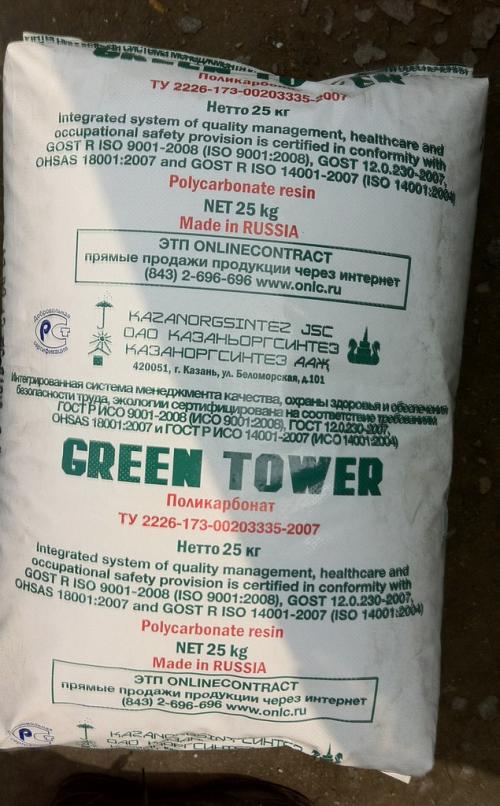 GREEN TOWER
Поликарбонат
ТУ 2226-173-00203335-2007
Нетто 25 кг
Integrated system of quality management, healthcare and
occupational safety provision is certified in conformity with
GOST R ISO 9001-2008 (ISO 9001:2008), GOST 12.0.230-2007,
OHSAS 18001:2007 and GOST R ISO 14001-2007 (ISO 14001:2004)
Polycarbonate resin
NET 25 kg
Made in RUSSIA
ЭТП ONLINECONTRACT
прямые продажи продукции через интернет
(843) 2-696-696 www.onlc.ru
Добровольная
РСТ
сертификация
KAZANORGSINTEZ JSC
ОАО КАЗАНЬОРГСИНТЕЗ
КАЗАНОРГСИНТЕЗ ААҖ
420051, г. Казань, ул. Беломорская, д.101
Интегрированная система менеджмента качества, охраны здоровья и обеспечения
безопасности труда, экологии сертифицирована на соответствие требованиям
ГОСТ Р ИСО 9001-2008 (ИСО 9001:2008), ГОСТ 12.0.230-2007,
OHSAS 18001:2007 и ГОСТ Р ИСО 14001-2007 (ИСО 14001:2004)
GREEN TOWER
Поликарбонат
ТУ 2226-173-00203335-2007
Нетто 25 кг
Integrated system of quality management, healthcare and
occupational safety provision is certified in conformity with
GOST R ISO 9001-2008 (ISO 9001:2008), GOST 12.0.230-2007,
OHSAS 18001:2007 and GOST R ISO 14001-2007 (ISO 14001:2004)
Polycarbonate resin
NET 25 kg
Made in RUSSIA
ЭТП ONLINECONTRACT
прямые продажи продукции через интернет
(843) 2-696-696 www.onlc.ru
KAZANORGSINTEZ